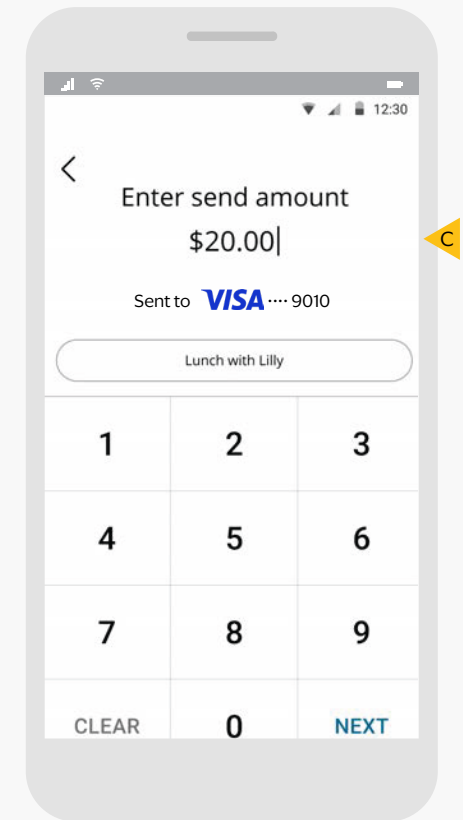 12:30
Enter send amount
$20.00
C
Sent to VISA ···· 9010
Lunch with Lilly
1 2 3
4 5 6
7 8 9
CLEAR 0 NEXT